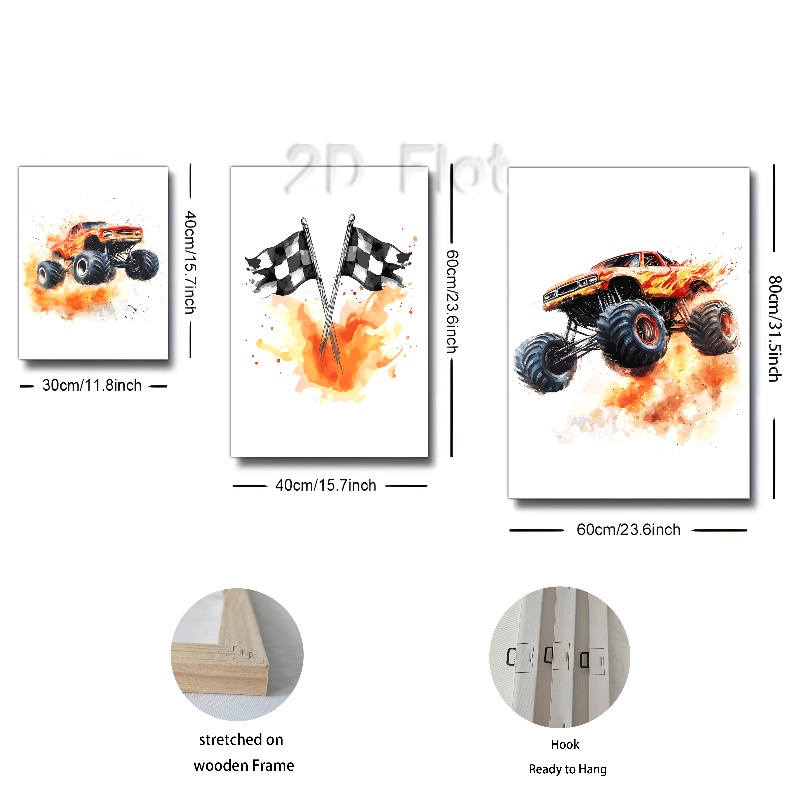 2D Flat
40cm/15.7inch
30cm/11.8inch
60cm/23.6inch
40cm/15.7inch
80cm/31.5inch
60cm/23.6inch
stretched on
wooden Frame
Hook
Ready to Hang